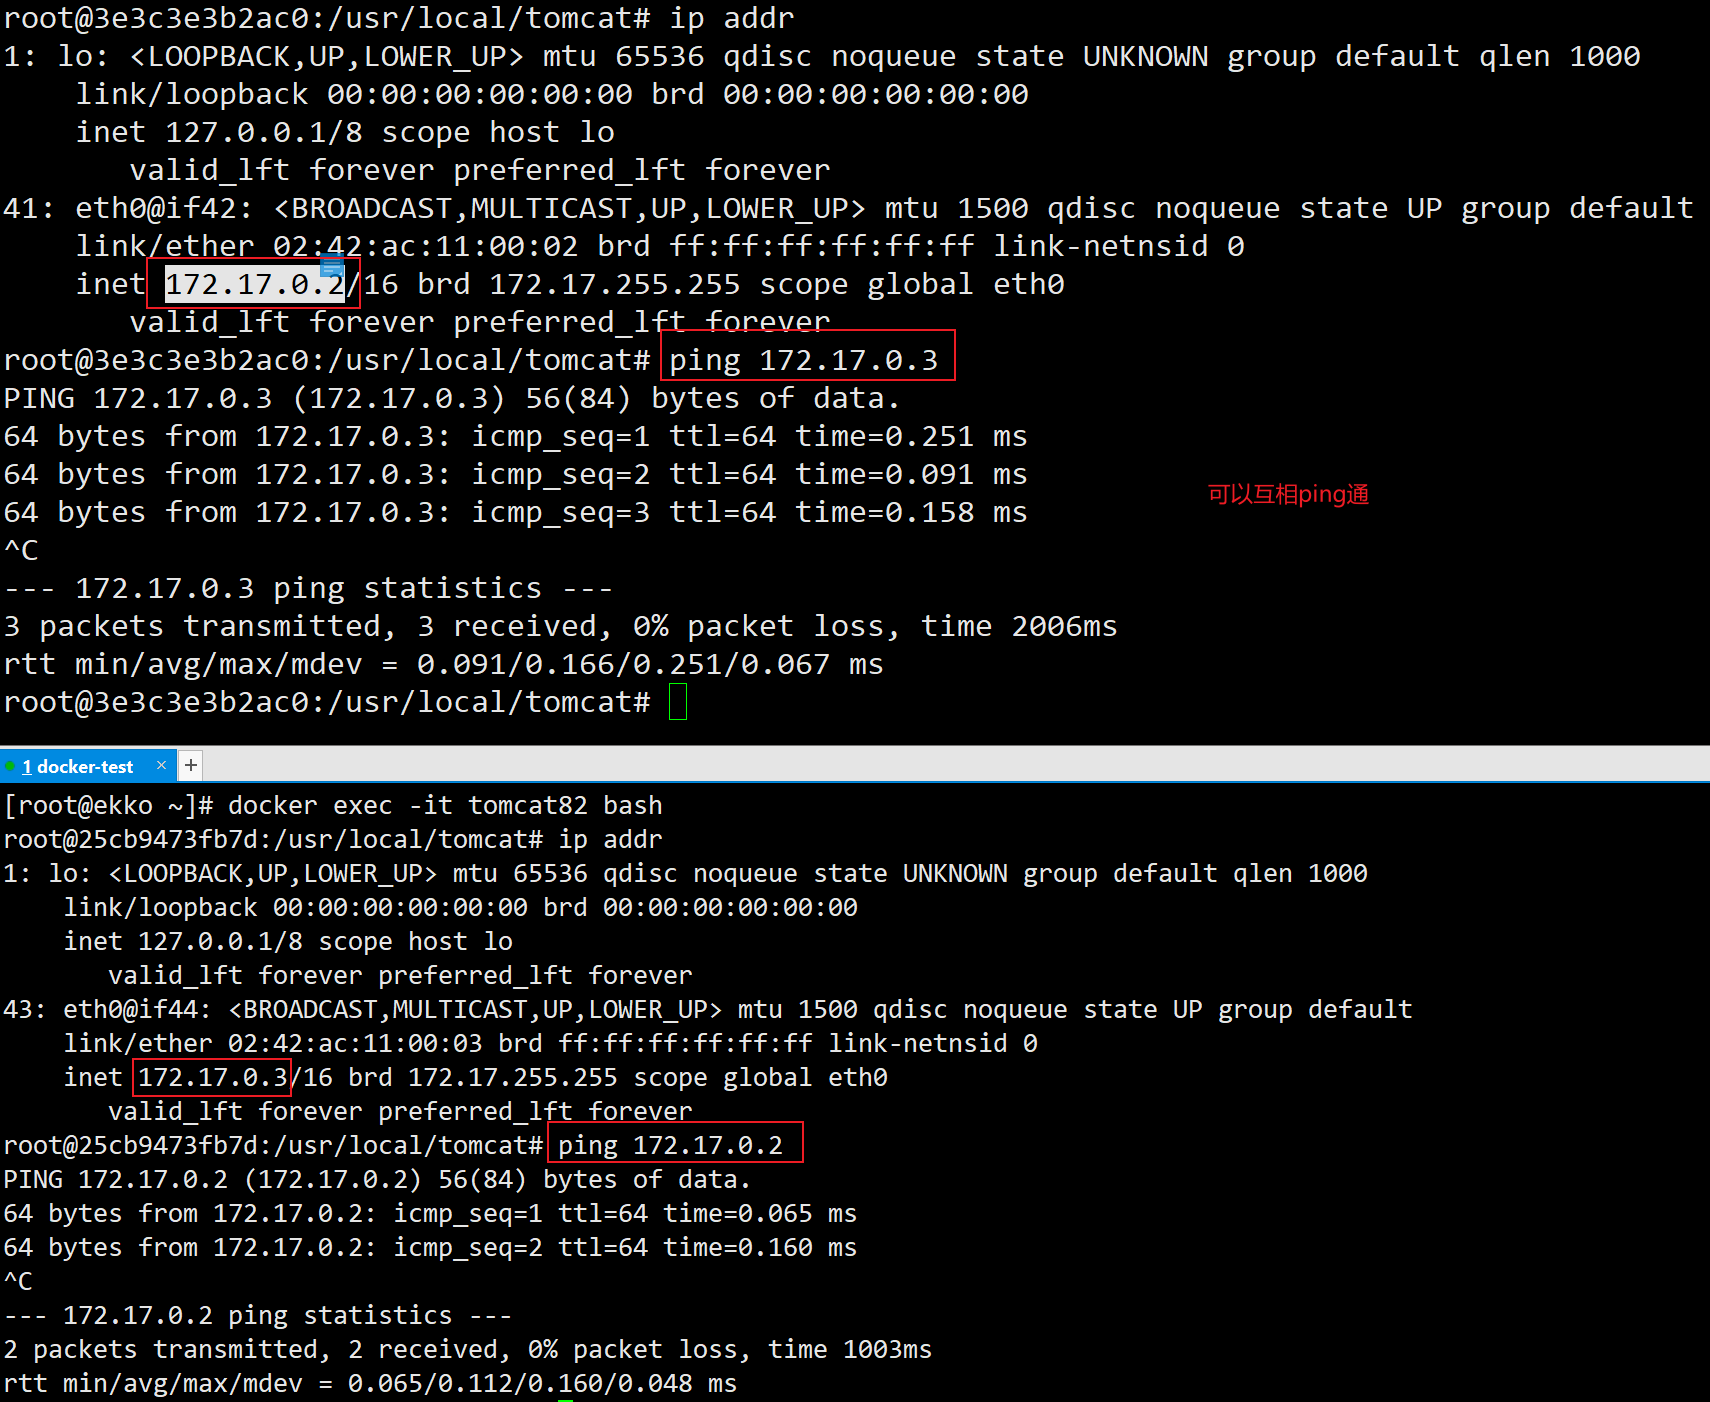 root@3e3c3e3b2ac0:/usr/local/tomcat# ip addr
1: lo: <LOOPBACK,UP,LOWER_UP> mtu 65536 qdisc noqueue state UNKNOWN group default qlen 1000
    link/loopback 00:00:00:00:00:00 brd 00:00:00:00:00:00
    inet 127.0.0.1/8 scope host lo
       valid_lft forever preferred_lft forever
41: eth0@if42: <BROADCAST,MULTICAST,UP,LOWER_UP> mtu 1500 qdisc noqueue state UP group default
    link/ether 02:42:ac:11:00:02 brd ff:ff:ff:ff:ff:ff link-netnsid 0
    inet 172.17.0.2/16 brd 172.17.255.255 scope global eth0
       valid_lft forever preferred_lft forever
root@3e3c3e3b2ac0:/usr/local/tomcat# ping 172.17.0.3
PING 172.17.0.3 (172.17.0.3) 56(84) bytes of data.
64 bytes from 172.17.0.3: icmp_seq=1 ttl=64 time=0.251 ms
64 bytes from 172.17.0.3: icmp_seq=2 ttl=64 time=0.091 ms
可以互相ping通
64 bytes from 172.17.0.3: icmp_seq=3 ttl=64 time=0.158 ms
^C
--- 172.17.0.3 ping statistics ---
3 packets transmitted, 3 received, 0% packet loss, time 2006ms
rtt min/avg/max/mdev = 0.091/0.166/0.251/0.067 ms
root@3e3c3e3b2ac0:/usr/local/tomcat#
1 docker-test × +
[root@ekko ~]# docker exec -it tomcat82 bash
root@25cb9473fb7d:/usr/local/tomcat# ip addr
1: lo: <LOOPBACK,UP,LOWER_UP> mtu 65536 qdisc noqueue state UNKNOWN group default qlen 1000
    link/loopback 00:00:00:00:00:00 brd 00:00:00:00:00:00
    inet 127.0.0.1/8 scope host lo
       valid_lft forever preferred_lft forever
43: eth0@if44: <BROADCAST,MULTICAST,UP,LOWER_UP> mtu 1500 qdisc noqueue state UP group default
    link/ether 02:42:ac:11:00:03 brd ff:ff:ff:ff:ff:ff link-netnsid 0
    inet 172.17.0.3/16 brd 172.17.255.255 scope global eth0
       valid_lft forever preferred_lft forever
root@25cb9473fb7d:/usr/local/tomcat# ping 172.17.0.2
PING 172.17.0.2 (172.17.0.2) 56(84) bytes of data.
64 bytes from 172.17.0.2: icmp_seq=1 ttl=64 time=0.065 ms
64 bytes from 172.17.0.2: icmp_seq=2 ttl=64 time=0.160 ms
^C
--- 172.17.0.2 ping statistics ---
2 packets transmitted, 2 received, 0% packet loss, time 1003ms
rtt min/avg/max/mdev = 0.065/0.112/0.160/0.048 ms